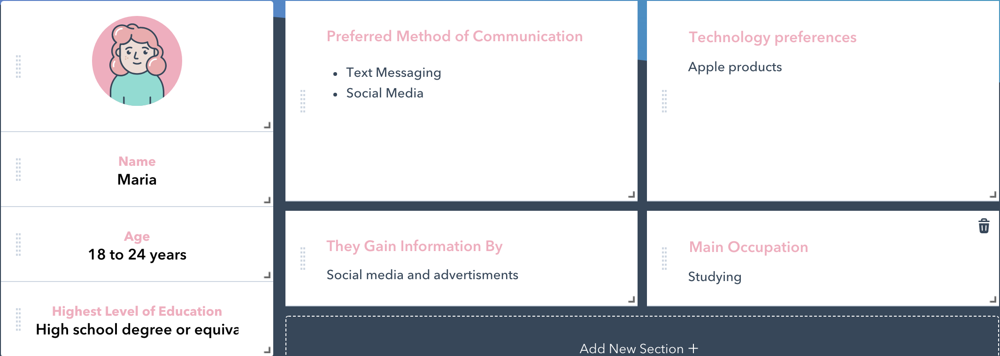 Name
Maria
Age
18 to 24 years
Highest Level of Education
High school degree or equiva
Preferred Method of Communication
• Text Messaging
• Social Media
Technology preferences
Apple products
They Gain Information By
Social media and advertisments
Main Occupation
Studying
Add New Section +